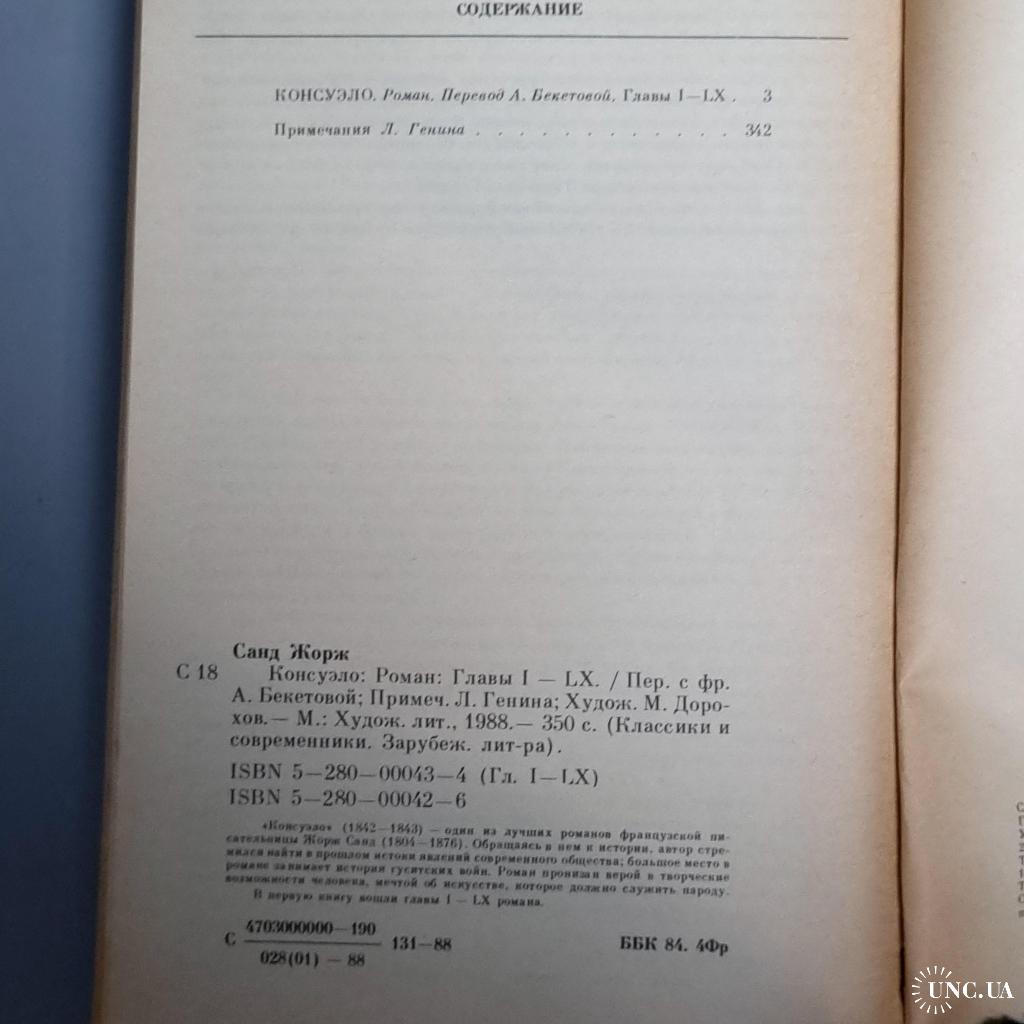 СОДЕРЖАНИЕ
КОНСУЭЛО. Роман. Перевод А. Бекетовой. Главы I—LX . 3
Примечания Л. Генина . . . . . . . . . . . . 342
Санд Жорж
С 18 Консуэло: Роман: Главы I — LX. / Пер. с фр.
А. Бекетовой; Примеч. Л. Генина; Худож. М. Доро-
хов.— М.: Худож. лит., 1988.— 350 с. (Классики и
современники. Зарубеж. лит-ра).
ISBN 5—280—00043—4 (Гл. I—LX)
ISBN 5—280—00042—6
«Консуэло» (1842—1843) — один из лучших романов французской пи-
сательницы Жорж Санд (1804—1876). Обращаясь в нем к истории, автор стре-
мился найти в прошлом истоки явлений современного общества; большое место в
романе занимает история гуситских войн. Роман пронизан верой в творческие
возможности человека, мечтой об искусстве, которое должно служить народу.
В первую книгу вошли главы I — LX романа.
С 4703000000—190
028(01) — 88
131—88
ББК 84. 4Фр
UNC.UA